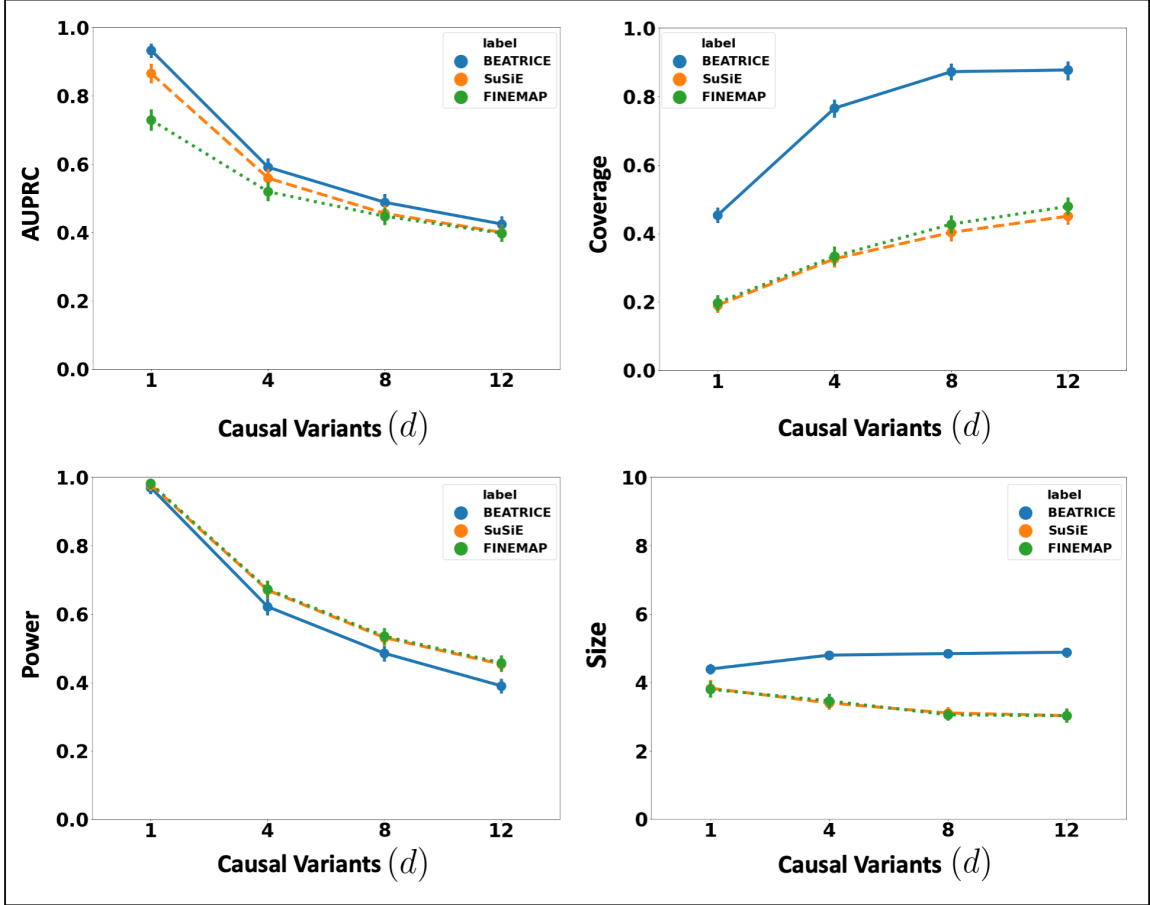 1.0
0.8
0.6
0.4
0.2
0.0
AUPRC
label
BEATRICE
SuSiE
FINEMAP
1 4 8 12
Causal Variants (d)
1.0
0.8
0.6
0.4
0.2
0.0
Coverage
label
BEATRICE
SuSiE
FINEMAP
1 4 8 12
Causal Variants (d)
1.0
0.8
0.6
0.4
0.2
0.0
Power
label
BEATRICE
SuSiE
FINEMAP
1 4 8 12
Causal Variants (d)
10
8
6
4
2
0
Size
label
BEATRICE
SuSiE
FINEMAP
1 4 8 12
Causal Variants (d)